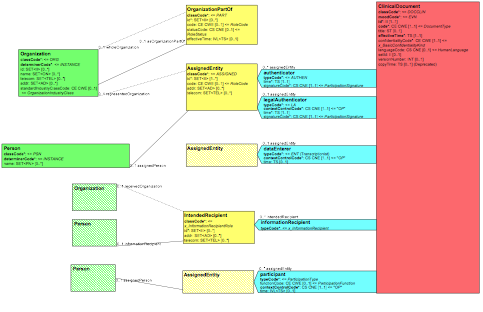 OrganizationPartOf
classCode*: <= PART
id: SET<II> [0..*]
code: CE CWE [0..1] <= RoleCode
statusCode: CS CNE [0..1] <=
RoleStatus
effectiveTime: IVL<TS> [0..1]
0..1 asOrganizationPartOf
0..1 wholeOrganization
Organization
classCode*: <= ORG
determinerCode*: <= INSTANCE
id: SET<II> [0..*]
name: SET<ON> [0..*]
telecom: SET<TEL> [0..*]
addr: SET<AD> [0..*]
standardIndustryClassCode: CE CWE [0..1]
<= OrganizationIndustryClass
0..1 representedOrganization
AssignedEntity
classCode*: <= ASSIGNED
id*: SET<II> [1..*]
code: CE CWE [0..1] <= RoleCode
addr: SET<AD> [0..*]
telecom: SET<TEL> [0..*]
0..1 assignedPerson
Person
classCode*: <= PSN
determinerCode*: <= INSTANCE
name: SET<PN> [0..*]
0..* assignedEntity
authenticator
typeCode*: <= AUTHEN
time*: TS [1..1]
signatureCode*: CS CNE [1..1] <= ParticipationSignature
0..1 assignedEntity
legalAuthenticator
typeCode*: <= LA
contextControlCode*: CS CNE [1..1] <= "OP"
time*: TS [1..1]
signatureCode*: CS CNE [1..1] <= ParticipationSignature
AssignedEntity
0..1 assignedEntity
dataEnterer
typeCode*: <= ENT (Transcriptionist)
contextControlCode*: CS CNE [1..1] <= "OP"
time: TS [0..1]
Organization
0..1 receivedOrganization
Person
0..1 informationRecipient
IntendedRecipient
classCode*: <=
x_InformationRecipientRole
id*: SET<II> [0..*]
addr: SET<AD> [0..*]
telecom: SET<TEL> [0..*]
0..* intendedRecipient
informationRecipient
typeCode*: <= x_InformationRecipient
Person
0..1 assignedPerson
AssignedEntity
0..* assignedEntity
participant
typeCode*: <= ParticipationType
functionCode: CE CWE [0..1] <= ParticipationFunction
contextControlCode*: CS CNE [1..1] <= "OP"
time: IVL<TS> [0..1]
ClinicalDocument
classCode*: <= DOCCLIN
moodCode*: <= EVN
id*: II [1..1]
code*: CE CWE [1..1] <= DocumentType
title: ST [0..1]
effectiveTime*: TS [1..1]
confidentialityCode*: CE CWE [1..1]
<= x_BasicConfidentialityKind
languageCode: CS CNE [0..1] <= HumanLanguage
setId: II [0..1]
versionNumber: INT [0..1]
copyTime: TS [0..1] (Deprecated)